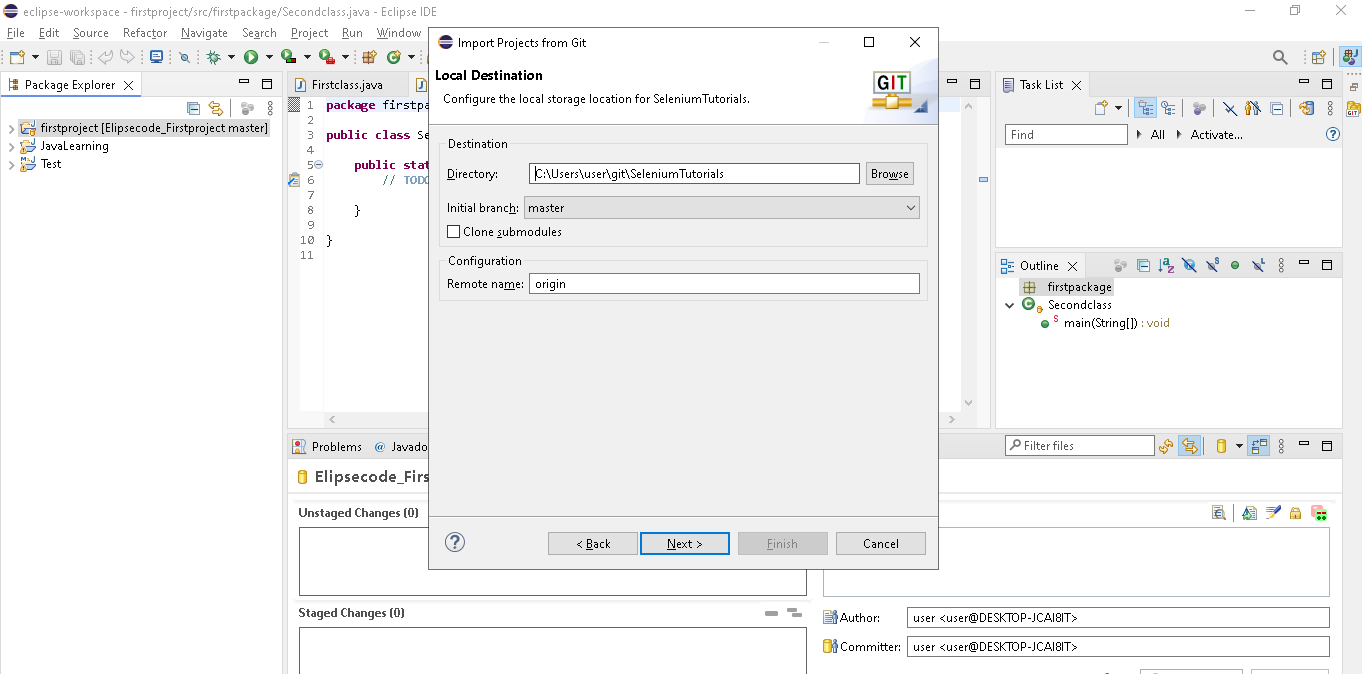 eclipse-workspace - firstproject/src/firstpackage/Secondclass.java - Eclipse IDE
File Edit Source Refactor Navigate Search Project Run Window
Package Explorer
firstproject [Elipsecode_Firstproject master]
JavaLearning
Test
Firstclass.java
1 package firstpa
2
3 public class Se
4
5 public stat
6 // TODO
7
8 }
9
10 }
11
Import Projects from Git
Local Destination
Configure the local storage location for SeleniumTutorials.
GIT
Destination
Directory: C:\Users\user\git\SeleniumTutorials Browse
Initial branch: master
Clone submodules
Configuration
Remote name: origin
? < Back Next > Finish Cancel
Task List
Find All Activate...
Outline
firstpackage
Secondclass
main(String[]) : void
Problems @ Javado
Filter files
Elipsecode_Firs
Unstaged Changes (0)
Staged Changes (0)
Author: user <user@DESKTOP-JCAI8IT>
Committer: user <user@DESKTOP-JCAI8IT>